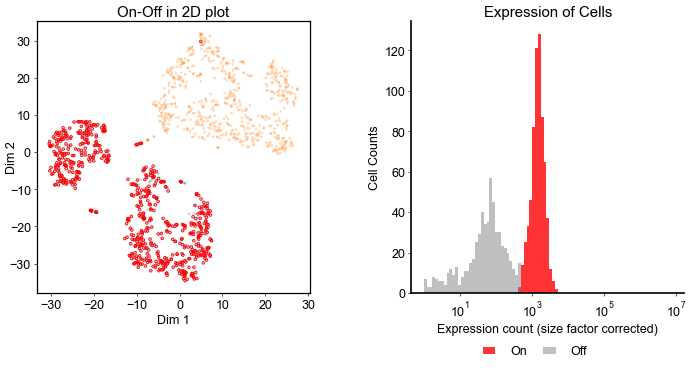 On-Off in 2D plot
Expression of Cells
Dim 2
30
20
10
0
−10
−20
−30
−30 −20 −10 0 10 20 30
Dim 1
Cell Counts
120
100
80
60
40
20
0
10^1 10^3 10^5 10^7
Expression count (size factor corrected)
On Off